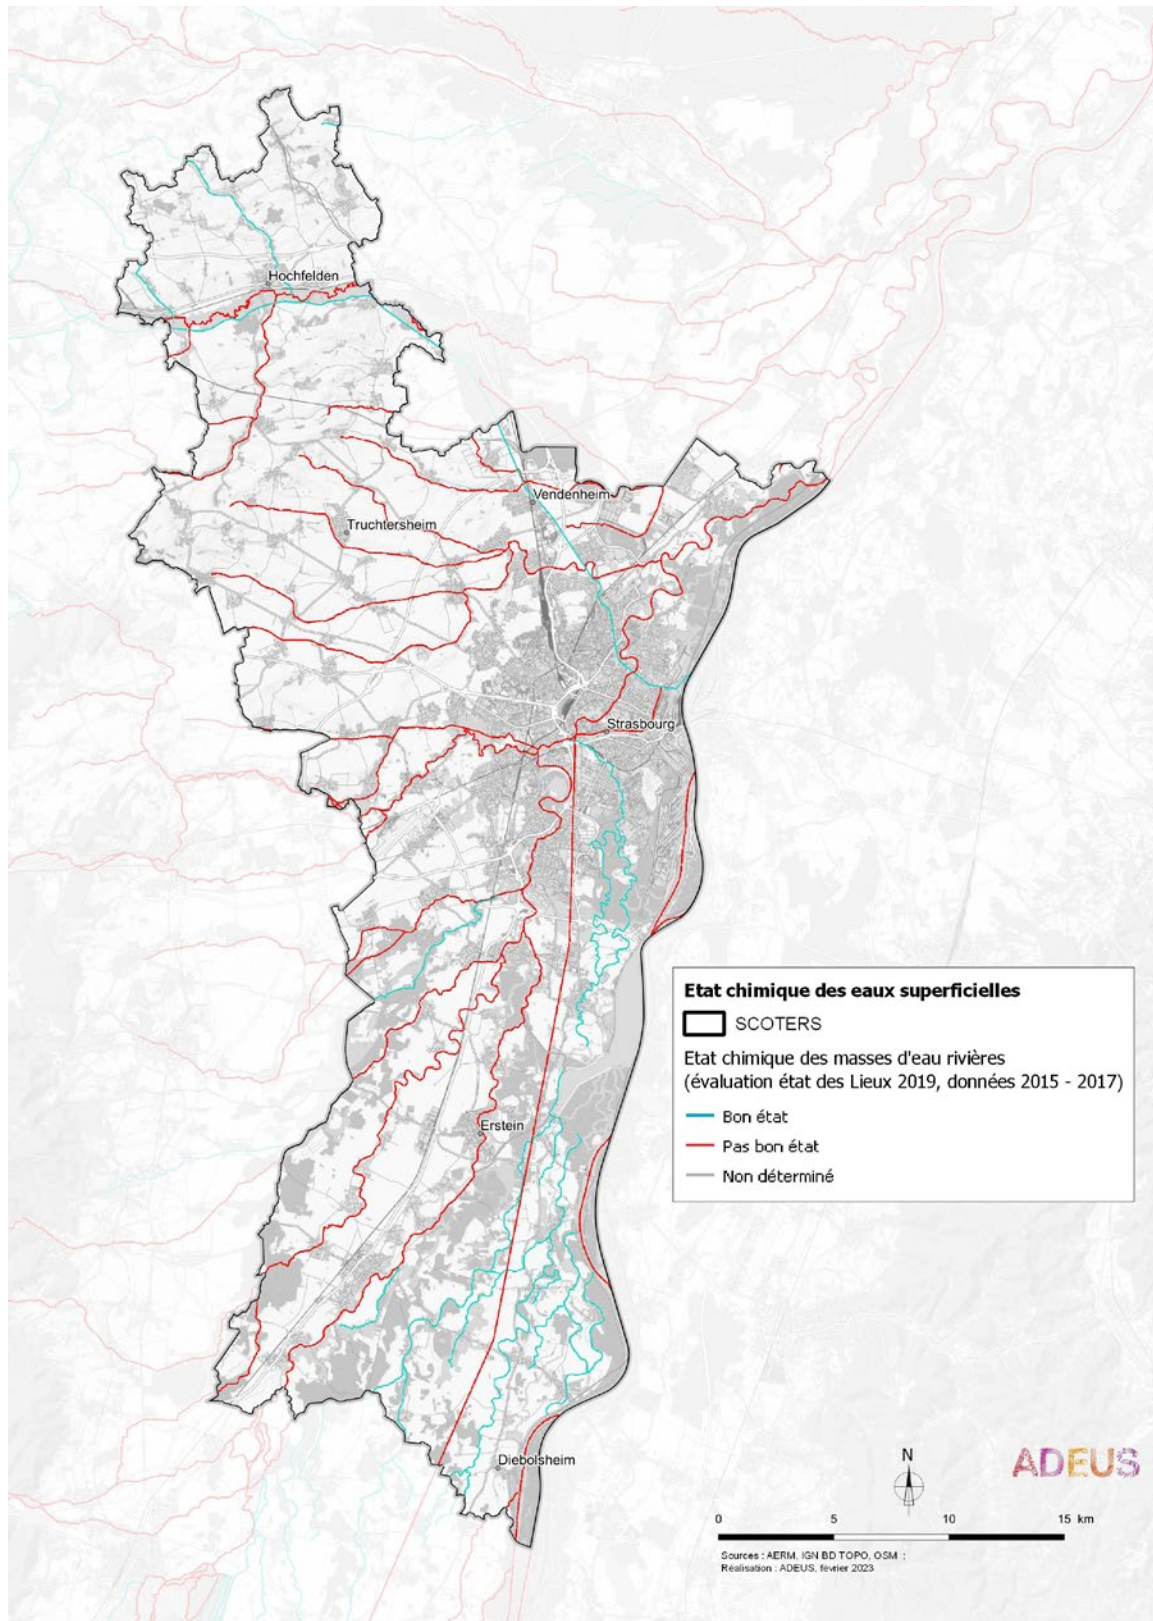 Hochfelden
Vendenheim
Truchtersheim
Strasbourg
Etat chimique des eaux superficielles
SCOTERS
Etat chimique des masses d'eau rivières
(évaluation état des Lieux 2019, données 2015 - 2017)
Bon état
Pas bon état
Non déterminé
Erstein
Diebolsheim
N
ADEUS
0 5 10 15 km
Sources : AERM, IGN BD TOPO, OSM ;
Réalisation : ADEUS, février 2023